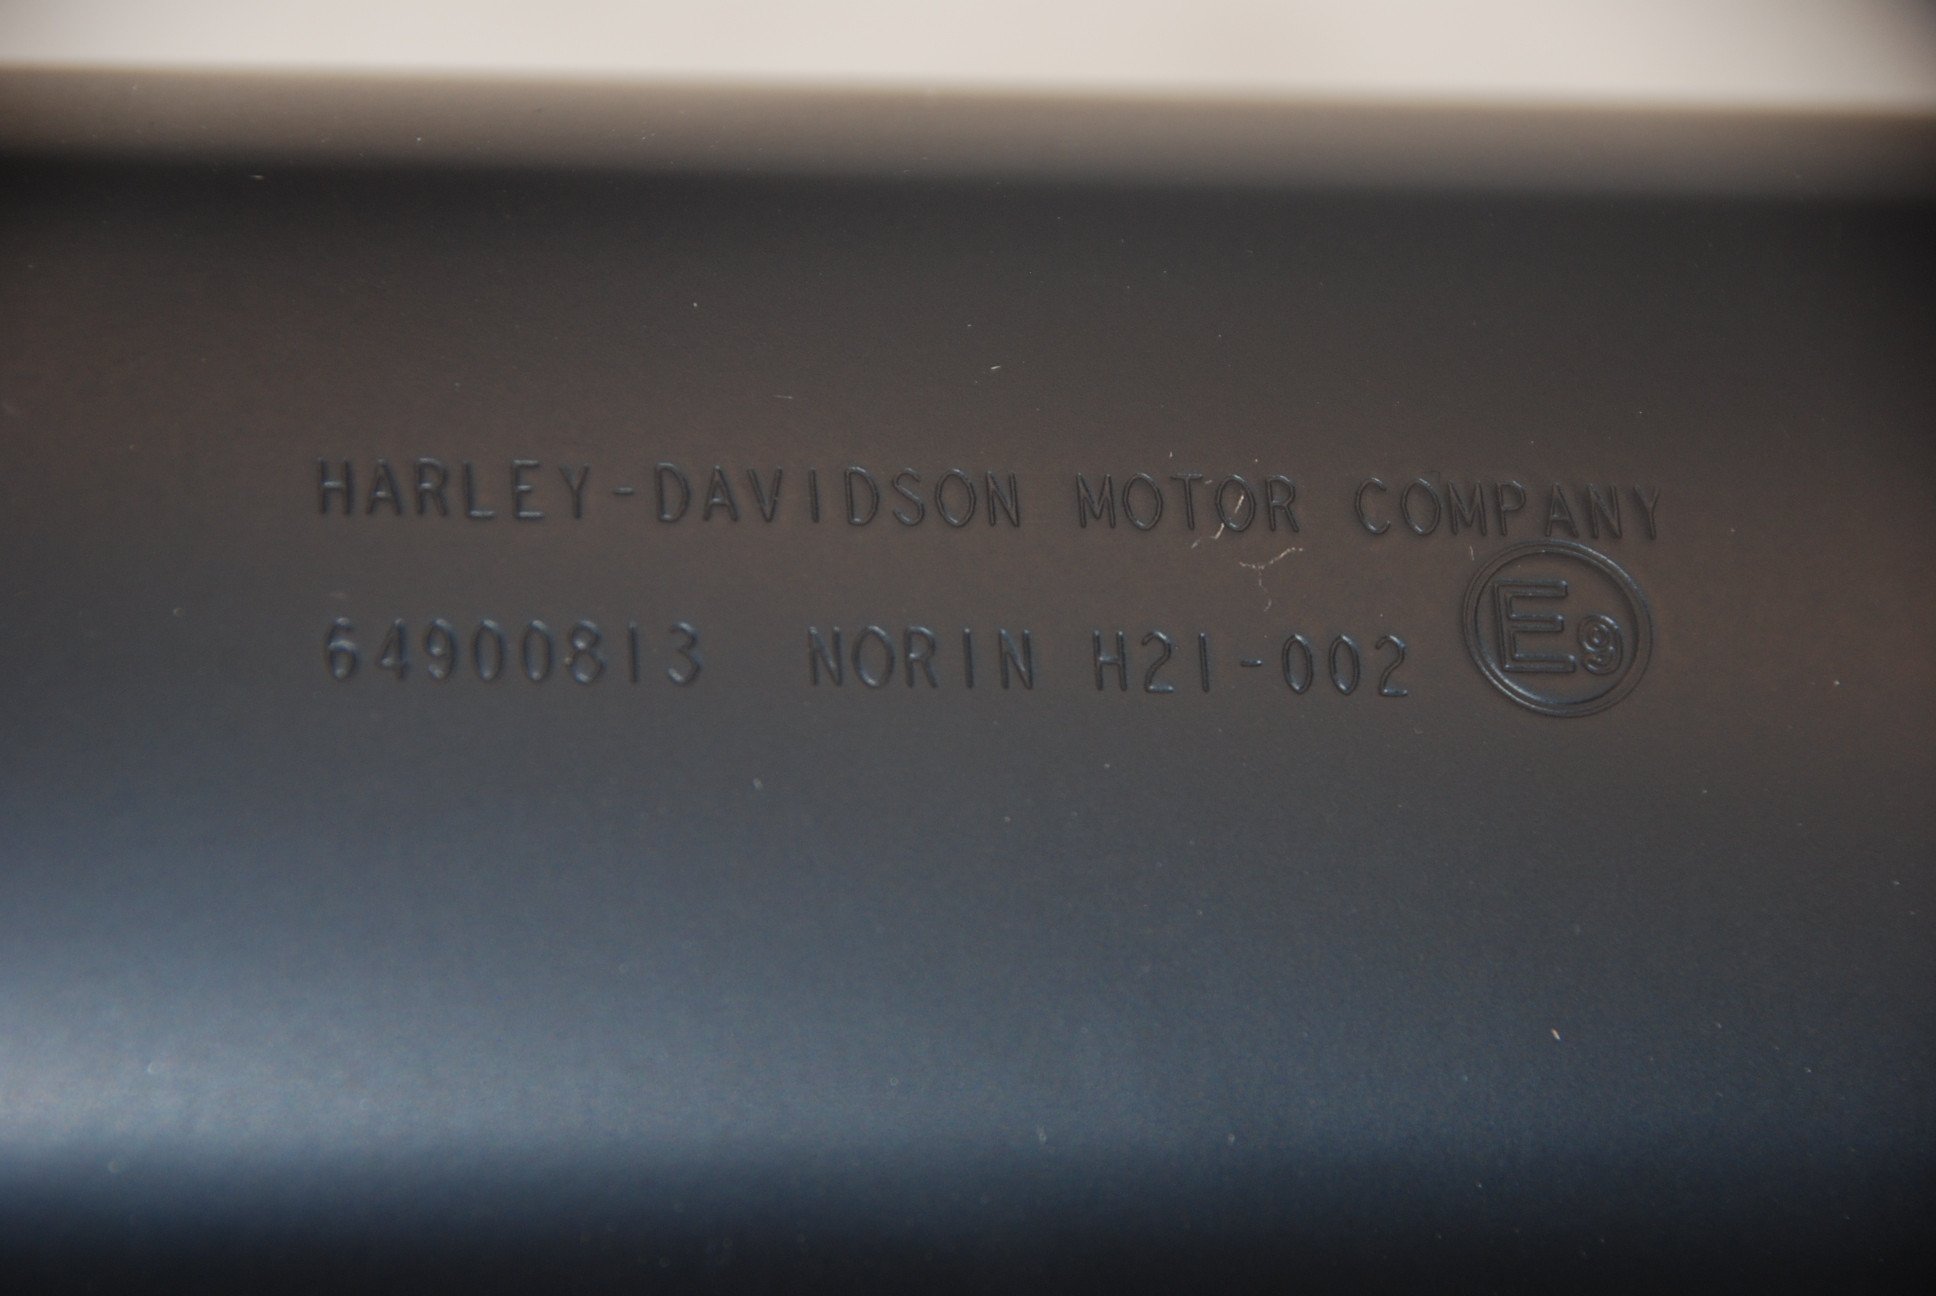 HARLEY-DAVIDSON MOTOR COMPANY
64900813 NORIN H21-002 E9